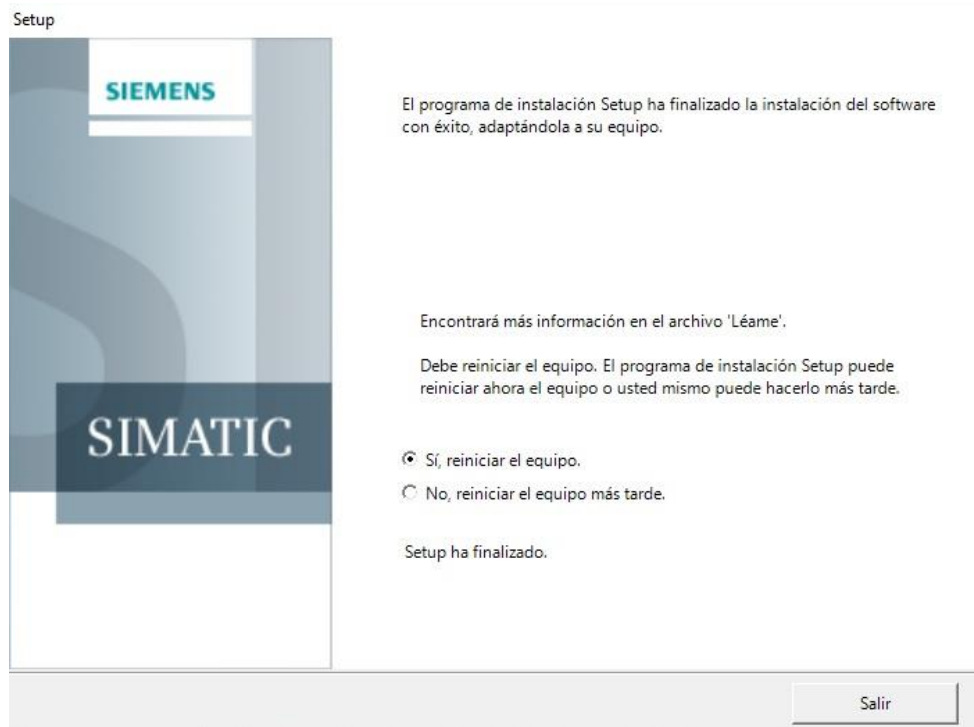 Setup
SIEMENS
SIMATIC
El programa de instalación Setup ha finalizado la instalación del software
con éxito, adaptándola a su equipo.
Encontrará más información en el archivo 'Léame'.
Debe reiniciar el equipo. El programa de instalación Setup puede
reiniciar ahora el equipo o usted mismo puede hacerlo más tarde.
Sí, reiniciar el equipo.
No, reiniciar el equipo más tarde.
Setup ha finalizado.
Salir